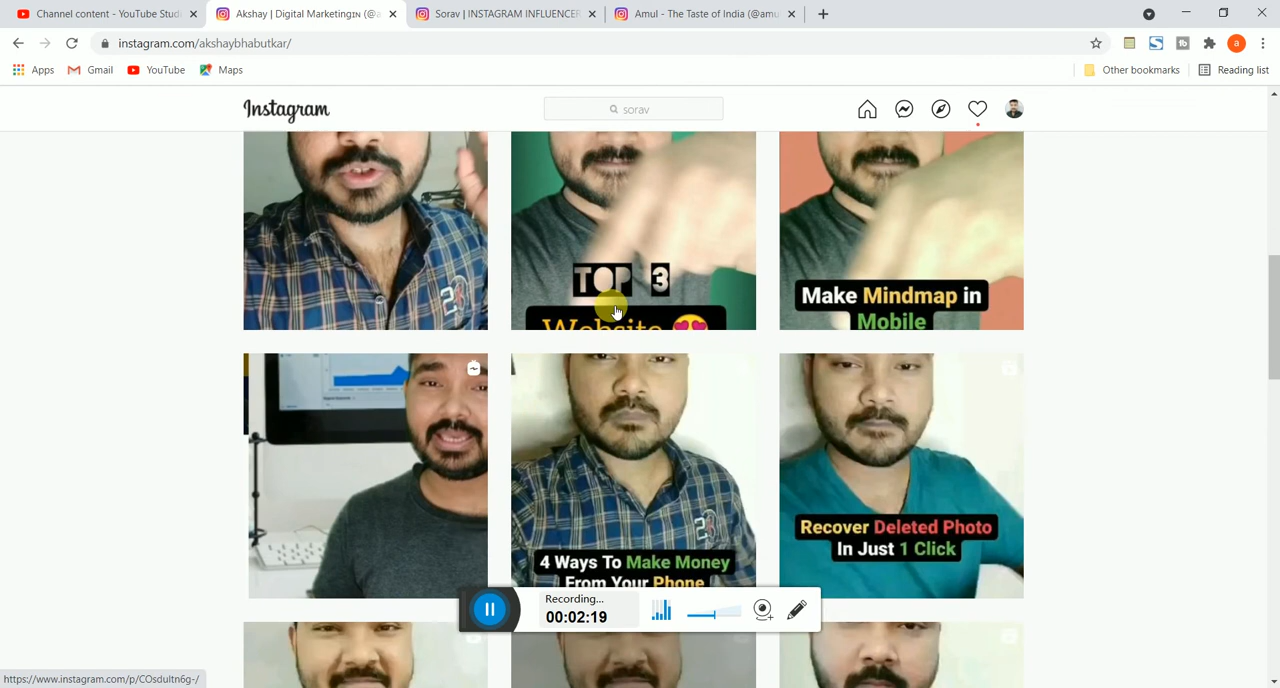 Channel content - YouTube Studi
Akshay | Digital Marketing🇮🇳 (@a
Sorav | INSTAGRAM INFLUENCER
Amul - The Taste of India (@amu
instagram.com/akshaybhabutkar/
Apps
Gmail
YouTube
Maps
Other bookmarks
Reading list
Instagram
sorav
TOP 3
Website 😍
Make Mindmap in
Mobile
4 Ways To Make Money
From Your Phone
Recover Deleted Photo
In Just 1 Click
Recording...
00:02:19
https://www.instagram.com/p/COsduItn6g-/